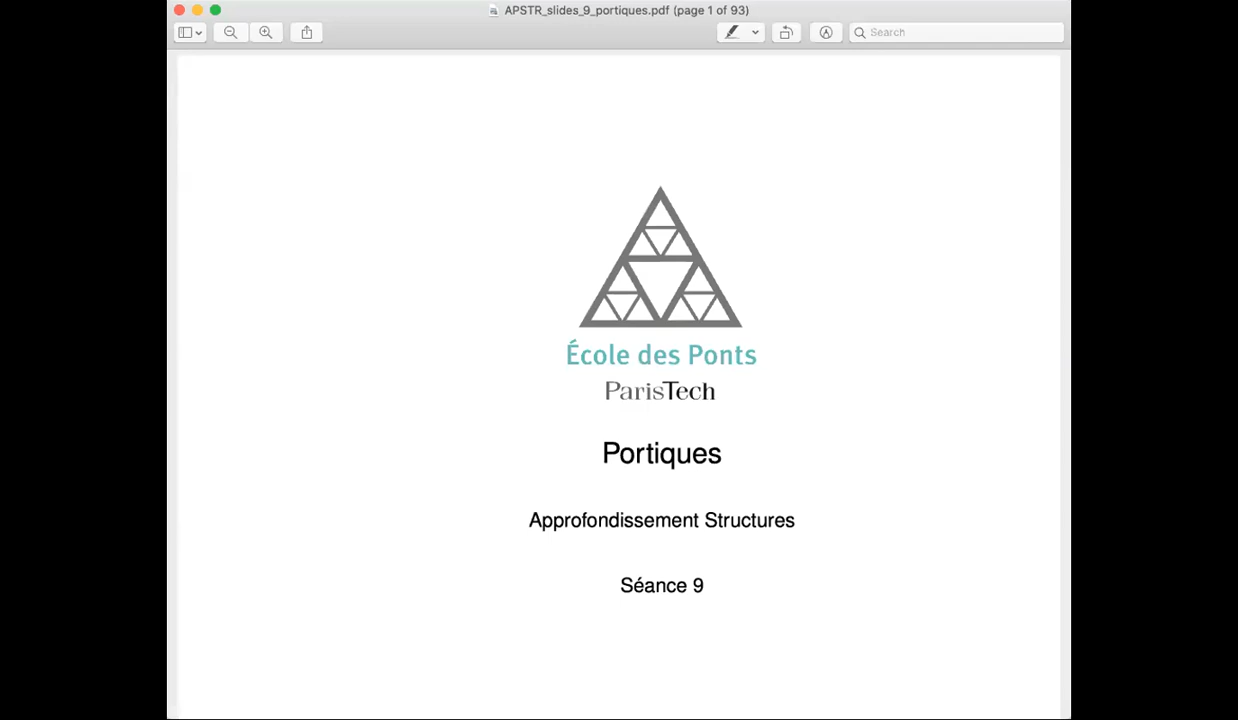 APSTR_slides_9_portiques.pdf (page 1 of 93)
Search
École des Ponts
ParisTech
Portiques
Approfondissement Structures
Séance 9